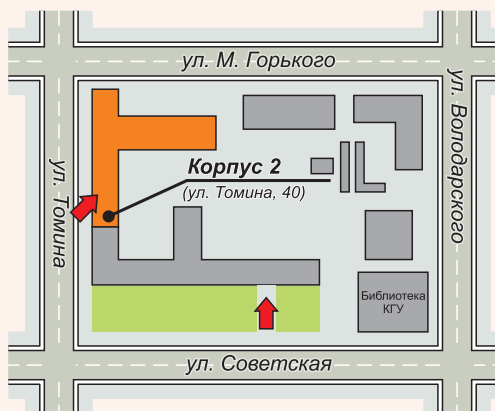 ул. М. Горького
ул. Володарского
ул. Томина
Корпус 2
(ул. Томина, 40)
Библиотека
КГУ
ул. Советская